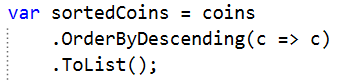 var sortedCoins = coins
    .OrderByDescending(c => c)
    .ToList();